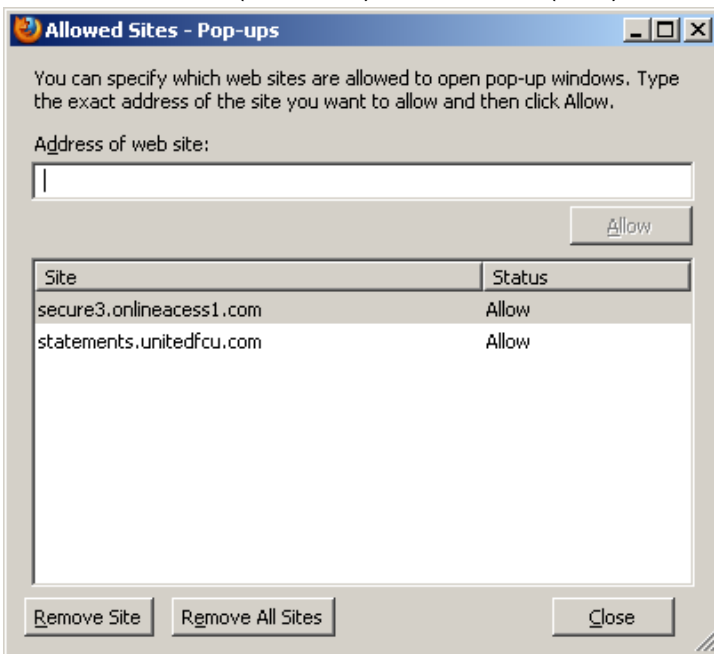 Allowed Sites - Pop-ups
You can specify which web sites are allowed to open pop-up windows. Type
the exact address of the site you want to allow and then click Allow.
Address of web site:
Allow
Site Status
secure3.onlineacess1.com Allow
statements.unitedfcu.com Allow
Remove Site Remove All Sites Close